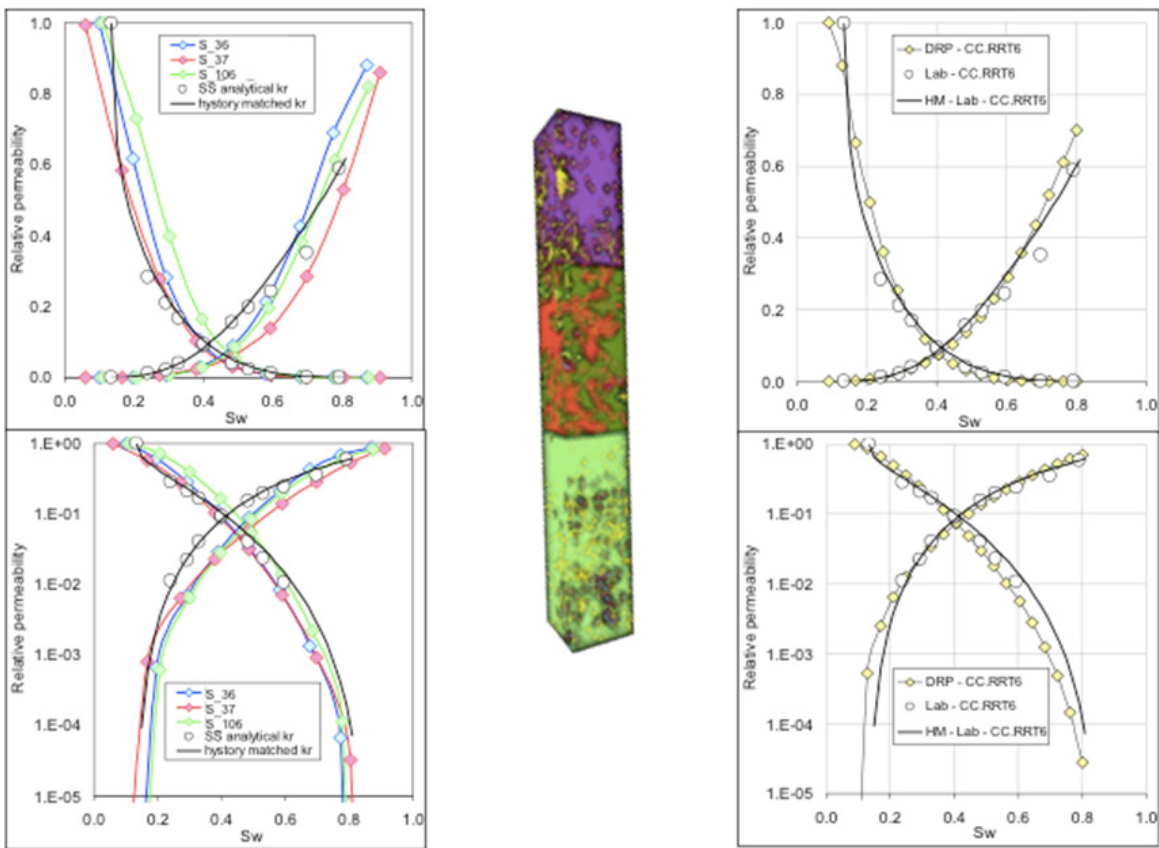 1.0
0.8
0.6
0.4
0.2
0.0
Relative permeability
S_36
S_37
S_106
SS analytical kr
hystory matched kr
0.0 0.2 0.4 0.6 0.8 1.0
Sw
1.E+00
1.E-01
1.E-02
1.E-03
1.E-04
1.E-05
Relative permeability
S_36
S_37
S_106
SS analytical kr
hystory matched kr
0.0 0.2 0.4 0.6 0.8 1.0
Sw
1.0
0.8
0.6
0.4
0.2
0.0
Relative permeability
DRP - CC.RRT6
Lab - CC.RRT6
HM - Lab - CC.RRT6
0.0 0.2 0.4 0.6 0.8 1.0
Sw
1.E+00
1.E-01
1.E-02
1.E-03
1.E-04
1.E-05
Relative permeability
DRP - CC.RRT6
Lab - CC.RRT6
HM - Lab - CC.RRT6
0.0 0.2 0.4 0.6 0.8 1.0
Sw